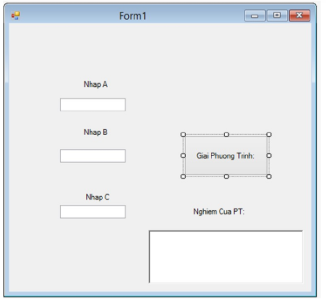 Form1
Nhap A
Nhap B
Giai Phuong Trinh:
Nhap C
Nghiem Cua PT: